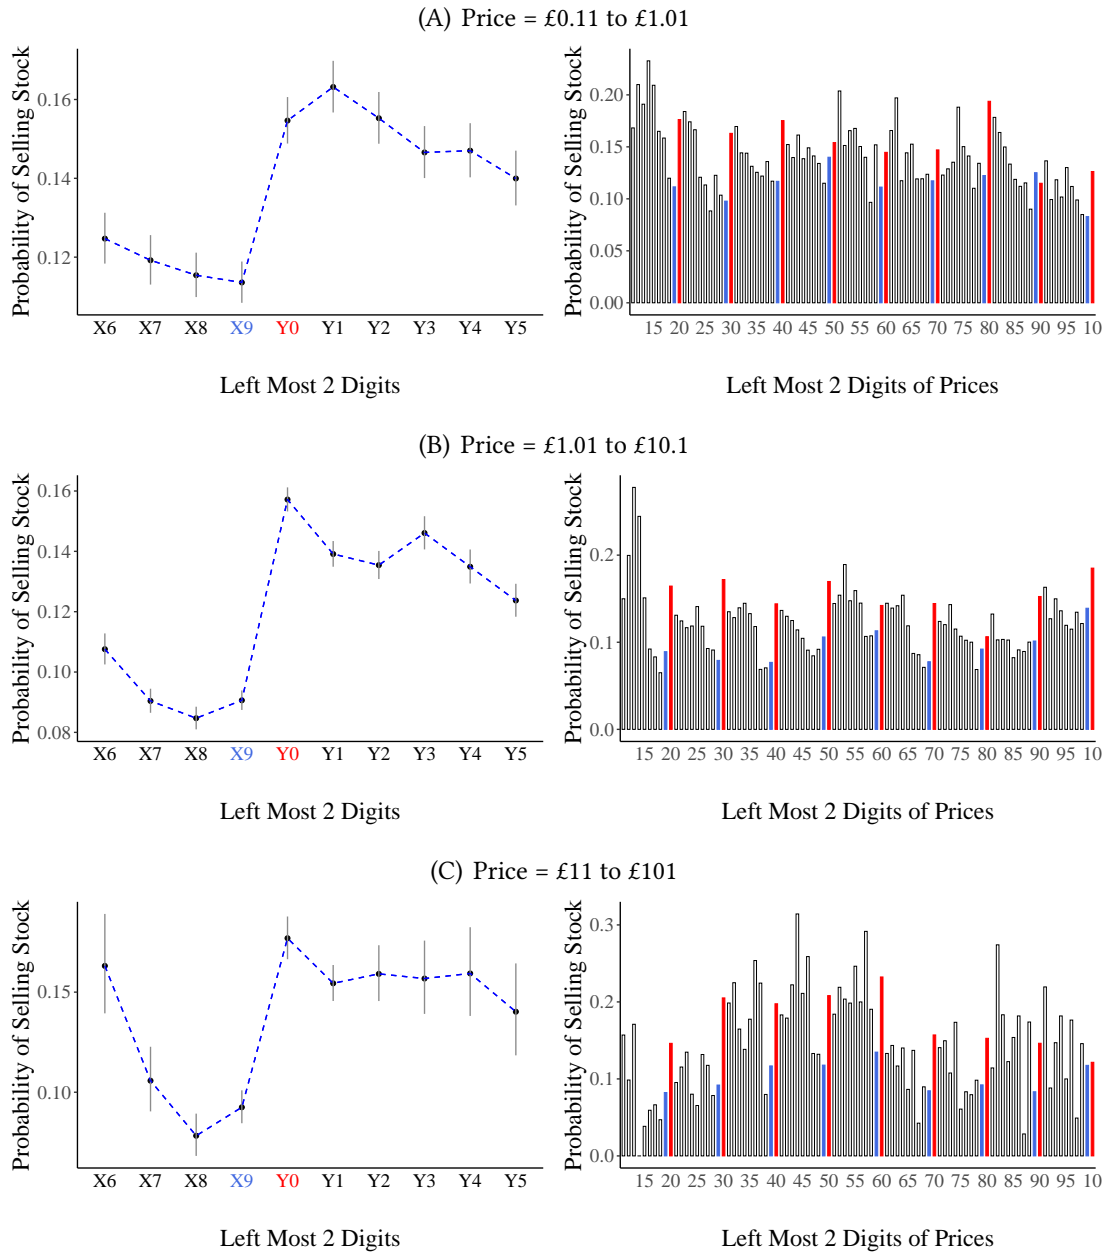 (A) Price = £0.11 to £1.01
Probability of Selling Stock
0.16
0.14
0.12
X6 X7 X8 X9 Y0 Y1 Y2 Y3 Y4 Y5
Left Most 2 Digits
Probability of Selling Stock
0.20
0.15
0.10
0.05
0.00
15 20 25 30 35 40 45 50 55 60 65 70 75 80 85 90 95 10
Left Most 2 Digits of Prices
(B) Price = £1.01 to £10.1
Probability of Selling Stock
0.16
0.14
0.12
0.10
0.08
X6 X7 X8 X9 Y0 Y1 Y2 Y3 Y4 Y5
Left Most 2 Digits
Probability of Selling Stock
0.2
0.1
0.0
15 20 25 30 35 40 45 50 55 60 65 70 75 80 85 90 95 10
Left Most 2 Digits of Prices
(C) Price = £11 to £101
Probability of Selling Stock
0.15
0.10
X6 X7 X8 X9 Y0 Y1 Y2 Y3 Y4 Y5
Left Most 2 Digits
Probability of Selling Stock
0.3
0.2
0.1
0.0
15 20 25 30 35 40 45 50 55 60 65 70 75 80 85 90 95 10
Left Most 2 Digits of Prices